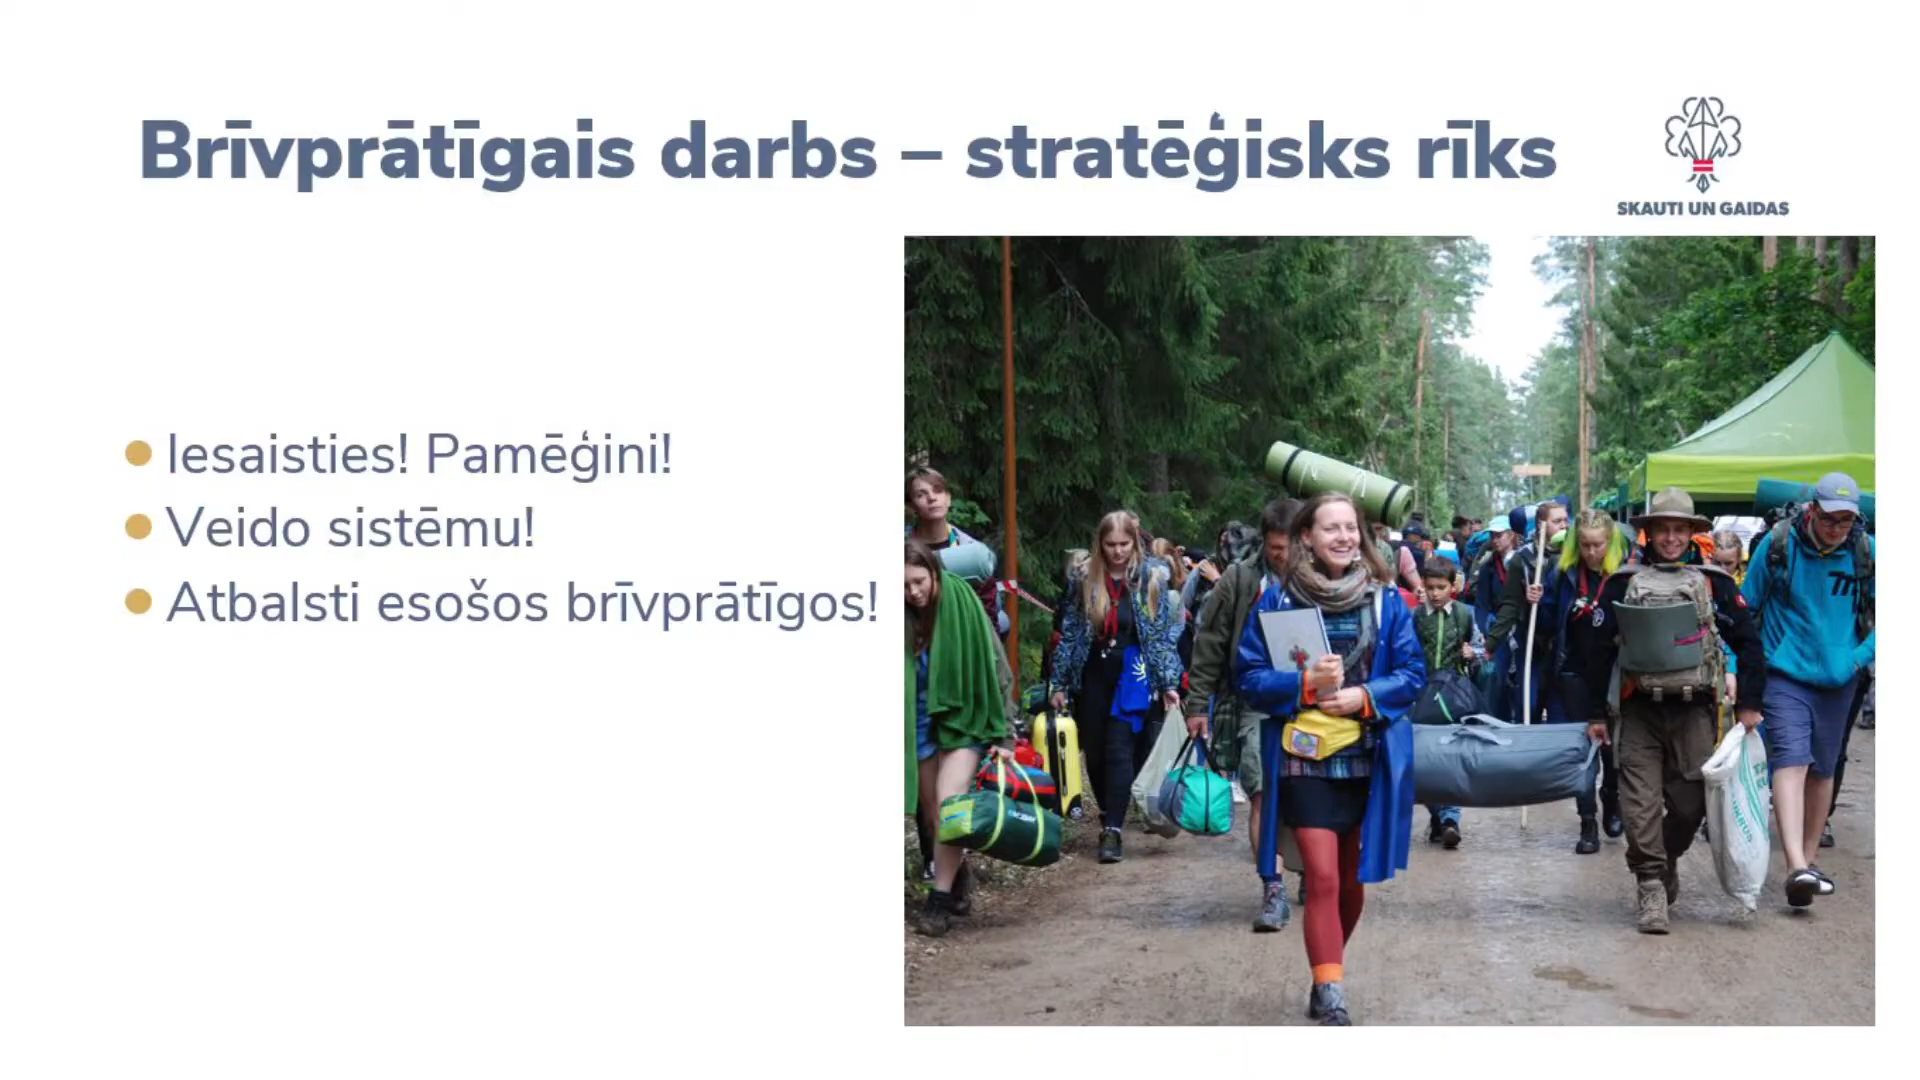 Brīvprātīgais darbs – stratēģisks rīks
SKAUTI UN GAIDAS
Iesaisties! Pamēģini!
Veido sistēmu!
Atbalsti esošos brīvprātīgos!